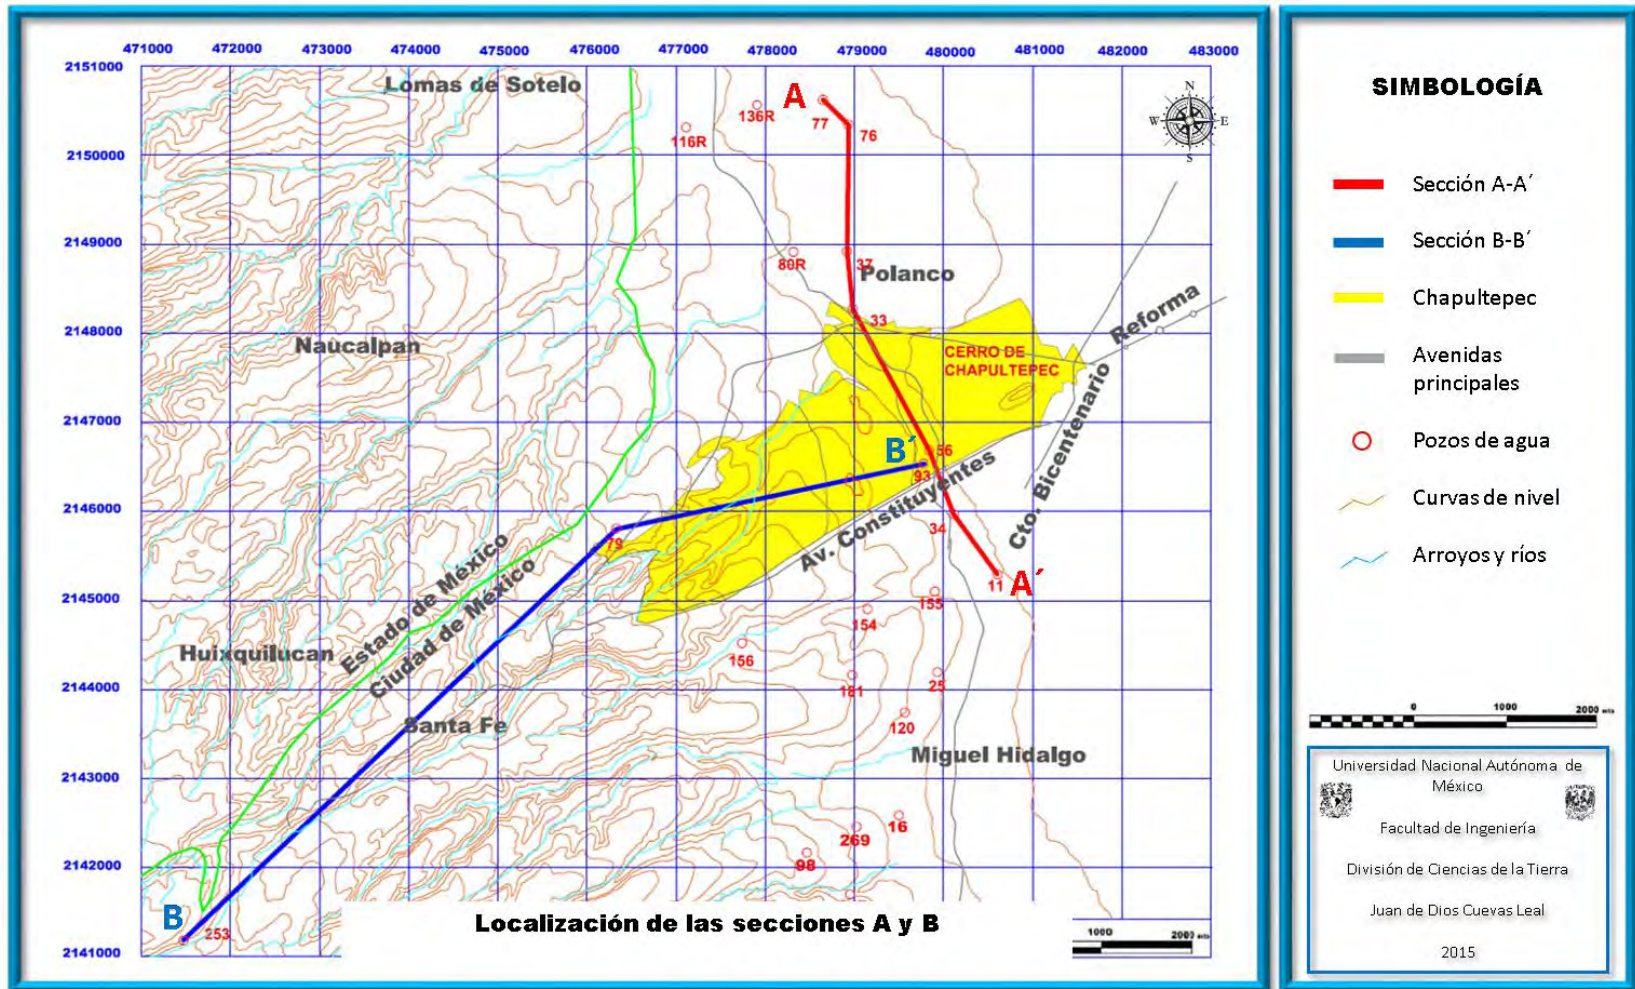 471000 472000 473000 474000 475000 476000 477000 478000 479000 480000 481000 482000 483000
2151000
Lomas de Sotelo
A
N
W
E
S
136R
77
76
116R
2150000
2149000
80R
37
Polanco
33
2148000
Reforma
Naucalpan
CERRO DE
CHAPULTEPEC
2147000
B´
56
93
Av. Constituyentes
Cto. Bicentenario
2146000
34
79
11
A´
Estado de México
Ciudad de México
2145000
155
154
Huixquilucan
156
181
25
2144000
120
Santa Fe
Miguel Hidalgo
2143000
16
269
98
2142000
B
253
2141000
Localización de las secciones A y B
1000 2000 mts
SIMBOLOGÍA
Sección A-A´
Sección B-B´
Chapultepec
Avenidas
principales
Pozos de agua
Curvas de nivel
Arroyos y ríos
0 1000 2000 mts
Universidad Nacional Autónoma de
México
Facultad de Ingeniería
División de Ciencias de la Tierra
Juan de Dios Cuevas Leal
2015